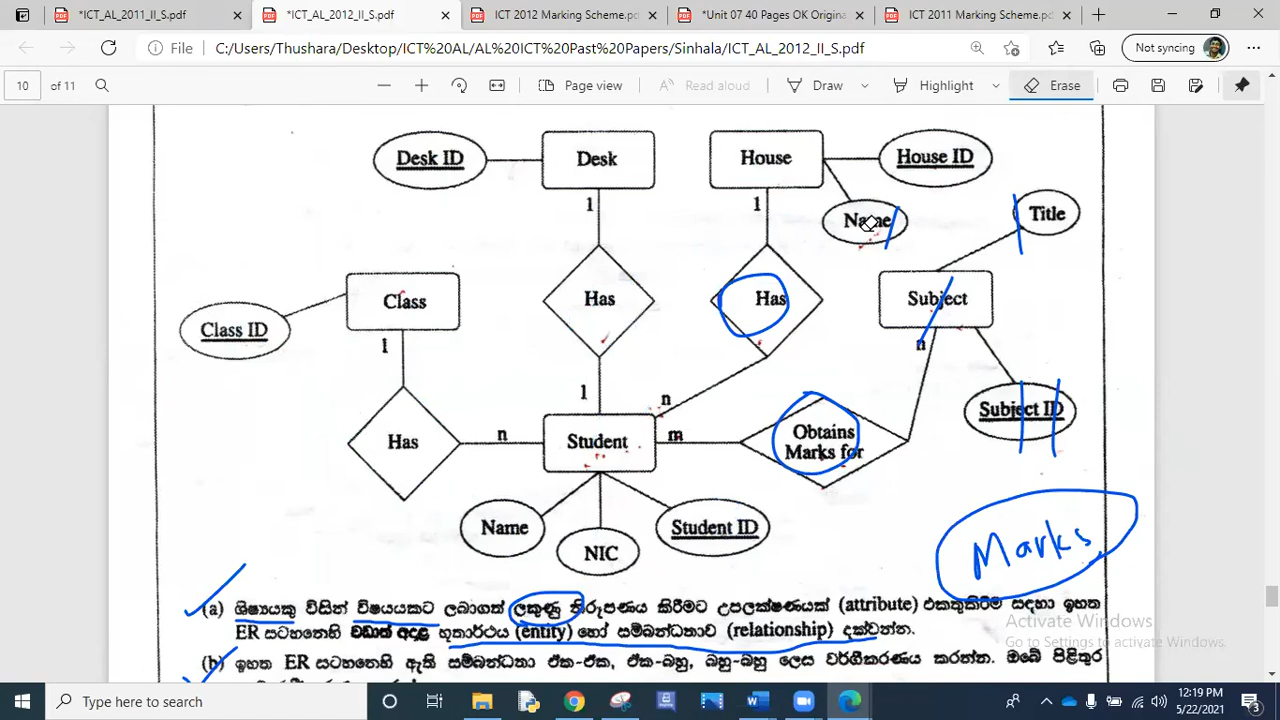 *ICT_AL_2011_II_S.pdf
*ICT_AL_2012_II_S.pdf
ICT 2012 Marking Scheme.pdf
*Unit 07 40 Pages OK Origina
ICT 2011 Marking Scheme.pdf
File
C:/Users/Thushara/Desktop/ICT%20AL/AL%20ICT%20Past%20Papers/Sinhala/ICT_AL_2012_II_S.pdf
Not syncing
10 of 11
Page view
Read aloud
Draw
Highlight
Erase
Desk ID
Desk
House
House ID
1
1
Name
Title
Class
Has
Has
Subject
Class ID
1
n
1
n
Subject ID
Has
n
Student
m
Obtains
Marks for
Name
NIC
Student ID
Marks
(a) ශිෂ්‍යයකු විසින් විෂයයකට ලබාගත් ලකුණු නිරූපණය කිරීමට උපලක්ෂණයක් (attribute) එකතුකිරීම සඳහා ඉහත
ER සටහනෙහි වඩාත් අදාළ භූතාර්ථය (entity) හෝ සම්බන්ධතාව (relationship) දක්වන්න.
(b) ඉහත ER සටහනෙහි ඇති සම්බන්ධතා ඒක-ඒක, ඒක-බහු, බහු-බහු ලෙස වර්ගීකරණය කරන්න. ඔබේ පිළිතුර
Activate Windows
Go to Settings to activate Windows.
Type here to search
12:19 PM
5/22/2021
3